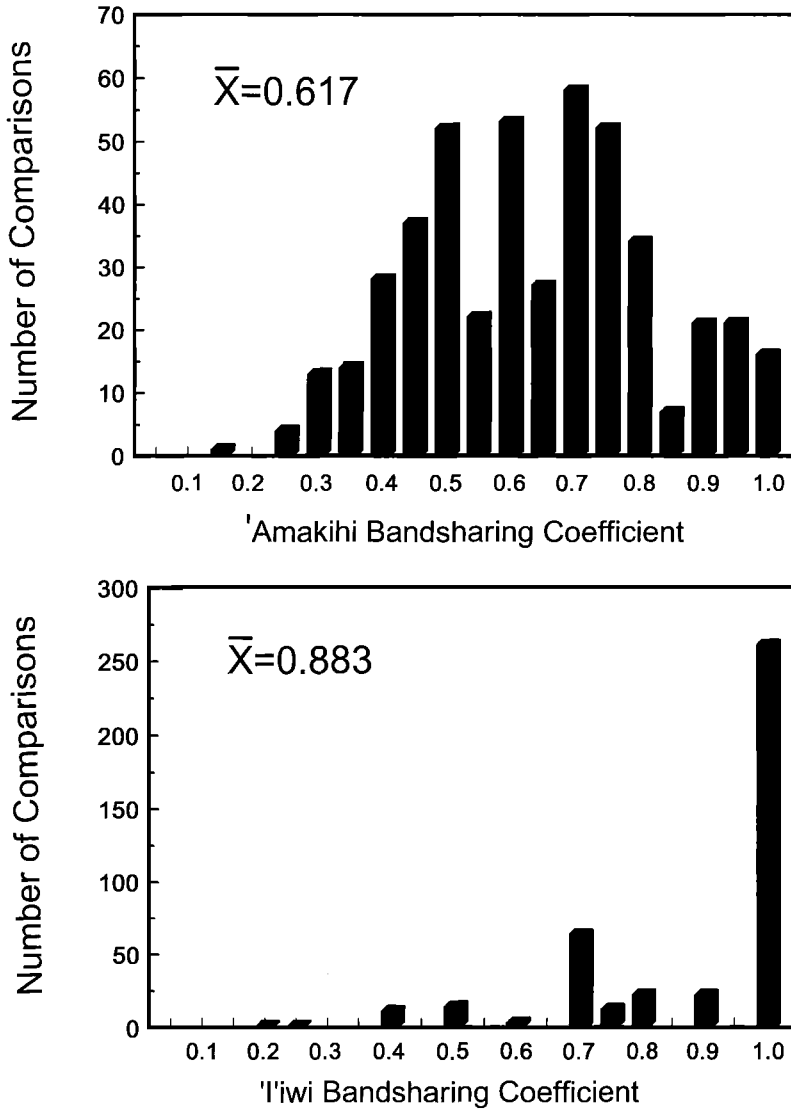 70
60
50
40
30
20
10
0
Number of Comparisons
X̅=0.617
0.1 0.2 0.3 0.4 0.5 0.6 0.7 0.8 0.9 1.0
'Amakihi Bandsharing Coefficient
300
250
200
150
100
50
0
Number of Comparisons
X̅=0.883
0.1 0.2 0.3 0.4 0.5 0.6 0.7 0.8 0.9 1.0
'I'iwi Bandsharing Coefficient